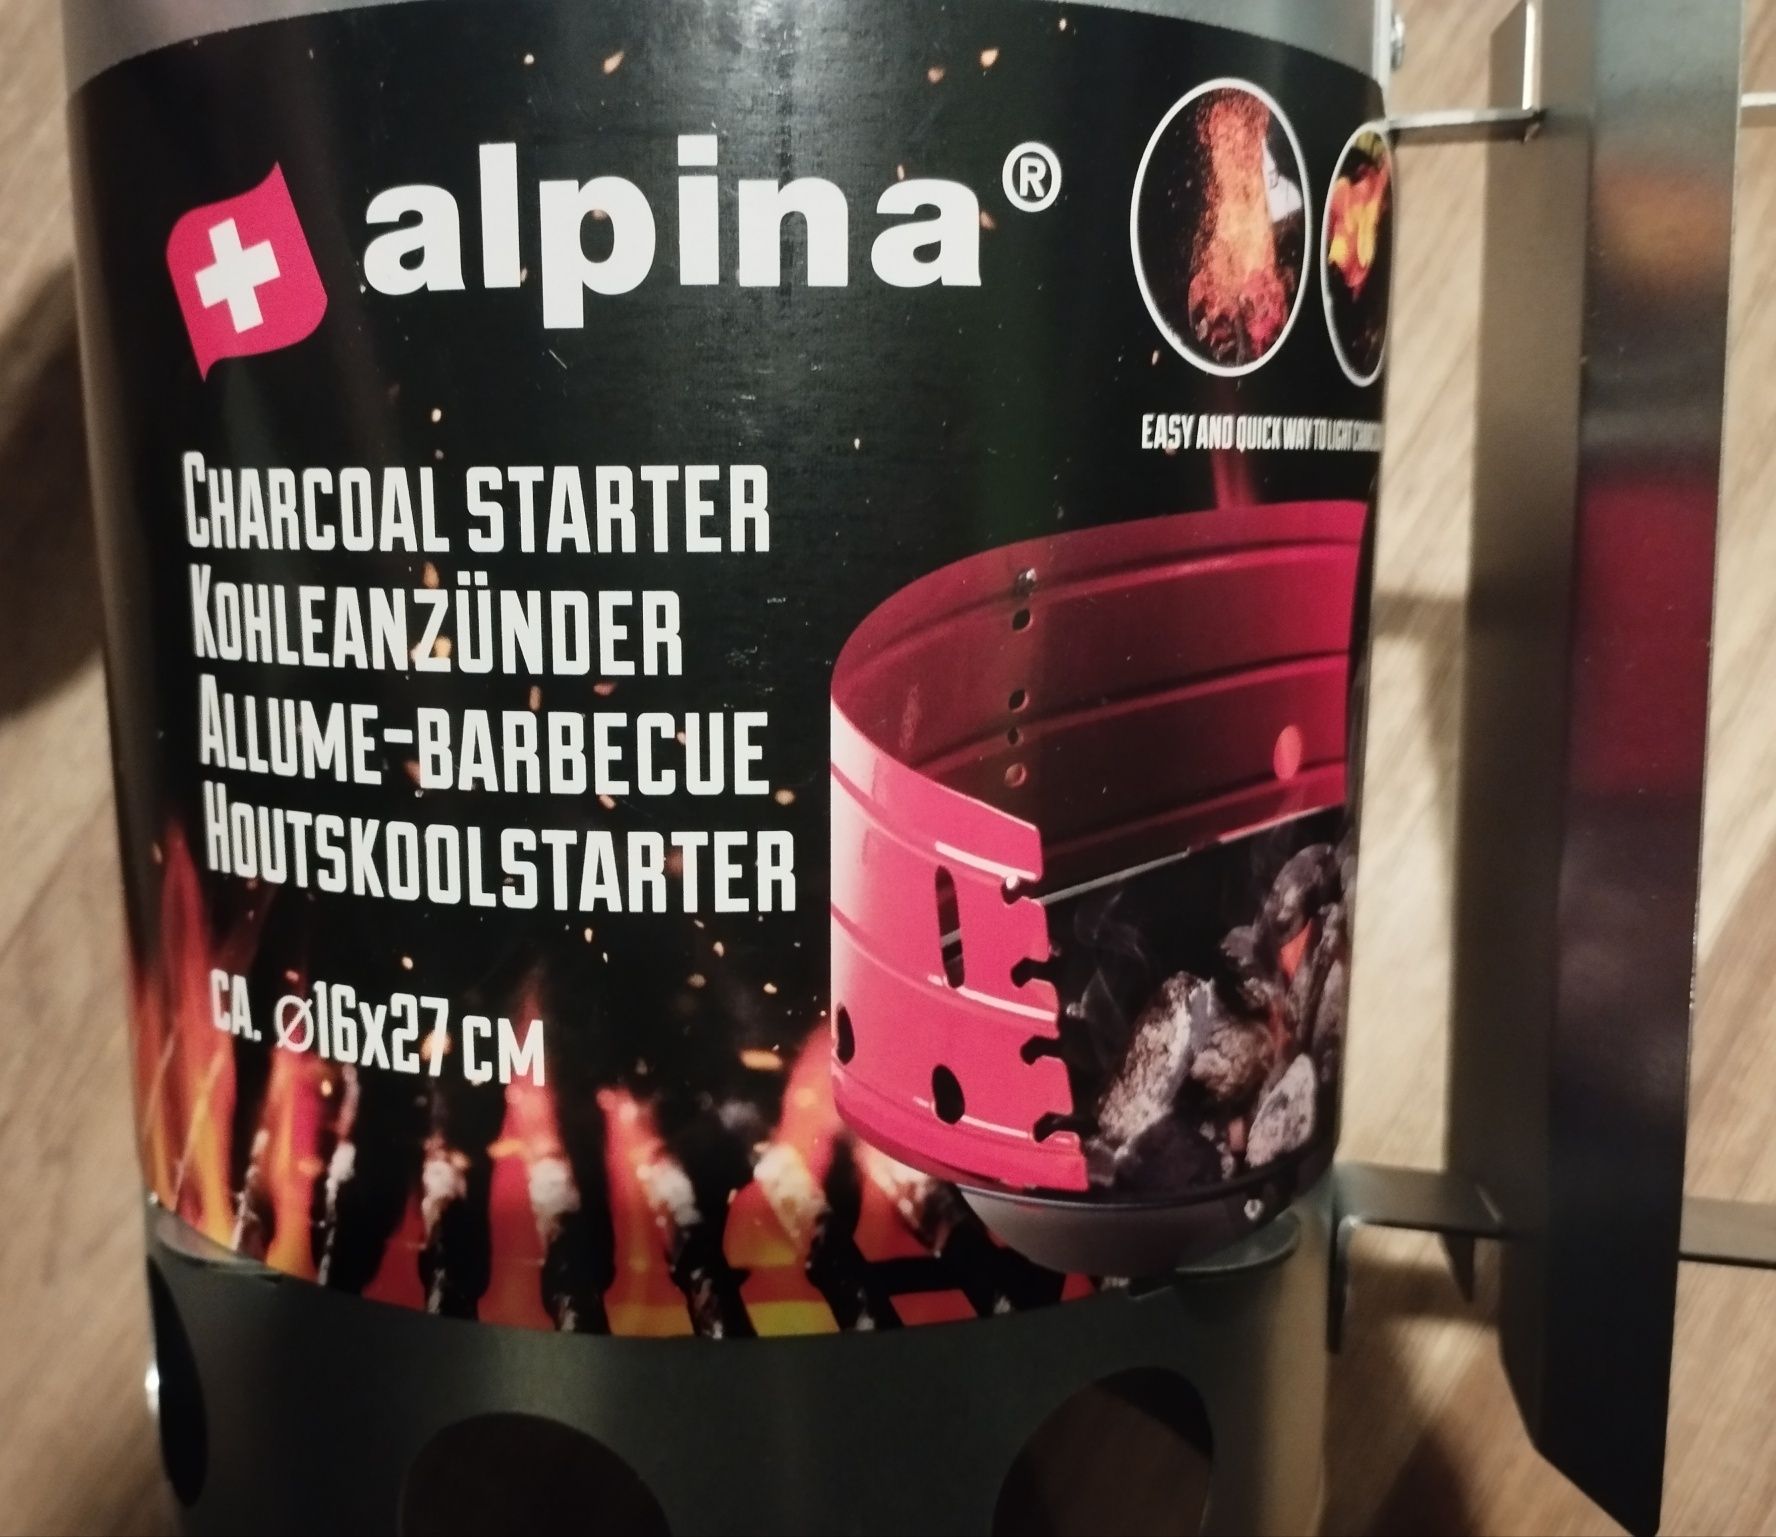 alpina®
EASY AND QUICK WAY TO LIGHT
CHARCOAL STARTER
KOHLEANZÜNDER
ALLUME-BARBECUE
HOUTSKOOLSTARTER
CA. ⌀16x27 CM